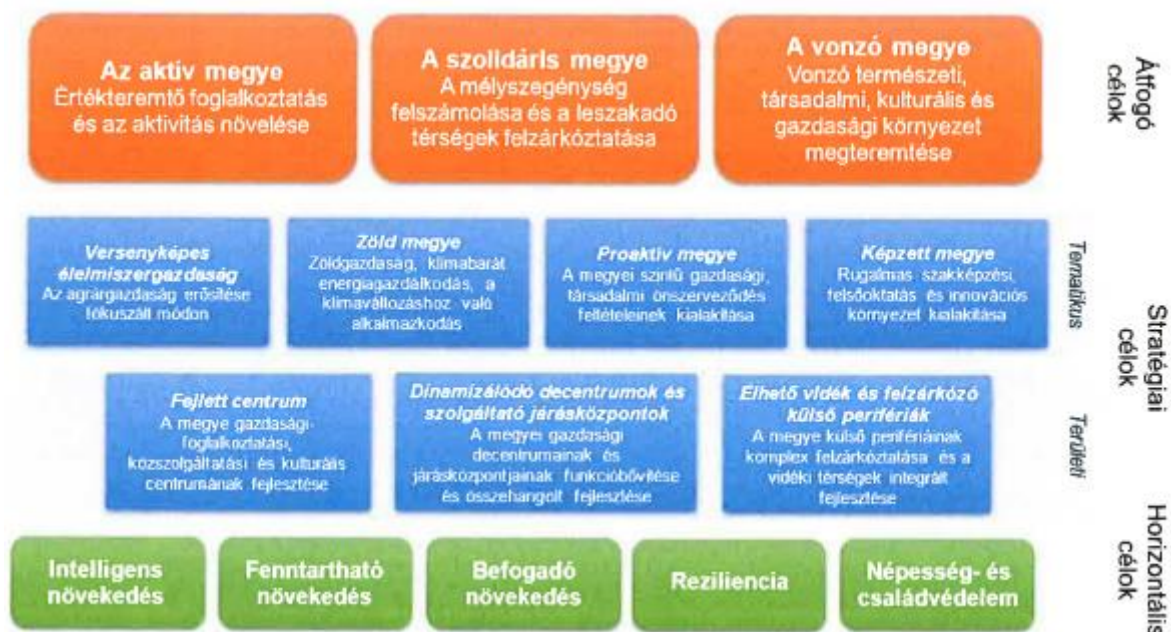 Az aktív megye
Értékteremtő foglalkoztatás
és az aktivitás növelése
A szolidáris megye
A mélyszegénység
felszámolása és a leszakadó
térségek felzárkóztatása
A vonzó megye
Vonzó természeti,
társadalmi, kulturális és
gazdasági környezet
megteremtése
Átfogó
célok
Versenyképes
élelmiszergazdaság
Az agrárgazdaság erősítése
fókuszált módon
Zöld megye
Zöldgazdaság, klímabarát
energiagazdálkodás, a
klímaváltozáshoz való
alkalmazkodás
Proaktív megye
A megyei szintű gazdasági,
társadalmi önszerveződés
feltételeinek kialakítása
Képzett megye
Rugalmas szakképzési,
felsőoktatás és innovációs
környezet kialakítása
Tematikus
Stratégiai
célok
Fejlett centrum
A megye gazdasági-
foglalkoztatási,
közszolgáltatási és kulturális
centrumának fejlesztése
Dinamizálódó decentrumok és
szolgáltató járásközpontok
A megyei gazdasági
decentrumainak és
járásközpontjainak funkcióbővítése
és összehangolt fejlesztése
Élhető vidék és felzárkózó
külső perifériák
A megye külső perifériáinak
komplex felzárkóztatása és a
vidéki térségek integrált
fejlesztése
Területi
Intelligens
növekedés
Fenntartható
növekedés
Befogadó
növekedés
Reziliencia
Népesség- és
családvédelem
Horizontális
célok